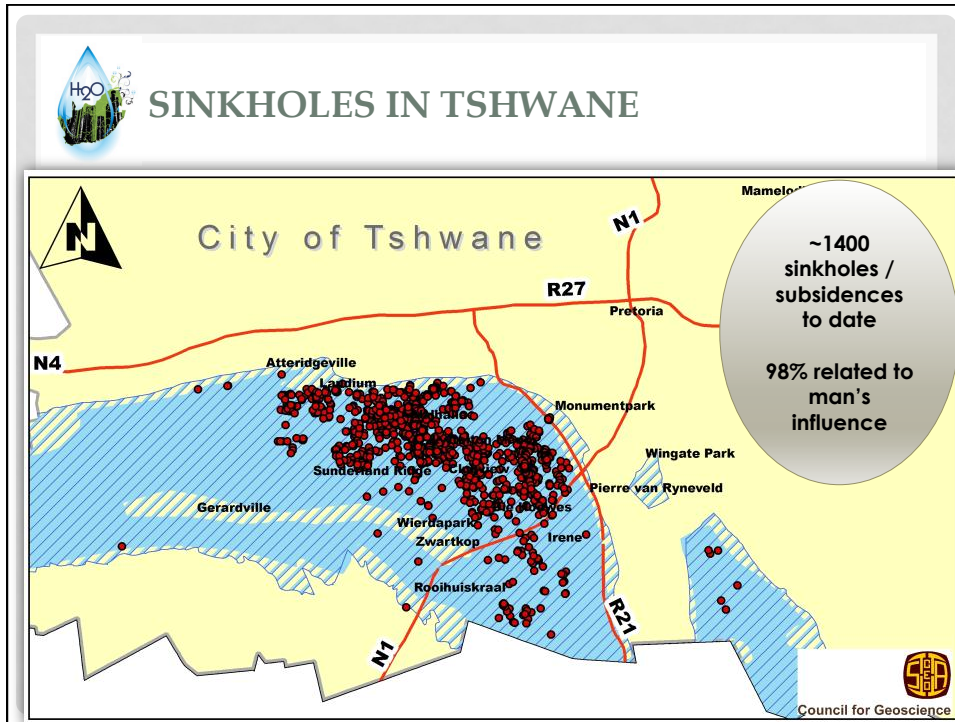 H2O
SINKHOLES IN TSHWANE
N
City of Tshwane
N1
Mamelodi
~1400
sinkholes /
subsidences
to date
98% related to
man's
influence
R27
Pretoria
N4
Atteridgeville
Laudium
Monumentpark
Wingate Park
Sunderland Ridge
Pierre van Ryneveld
Gerardville
Wierdapark
Zwartkop
Irene
Rooihuiskraal
R21
N1
Council for Geoscience